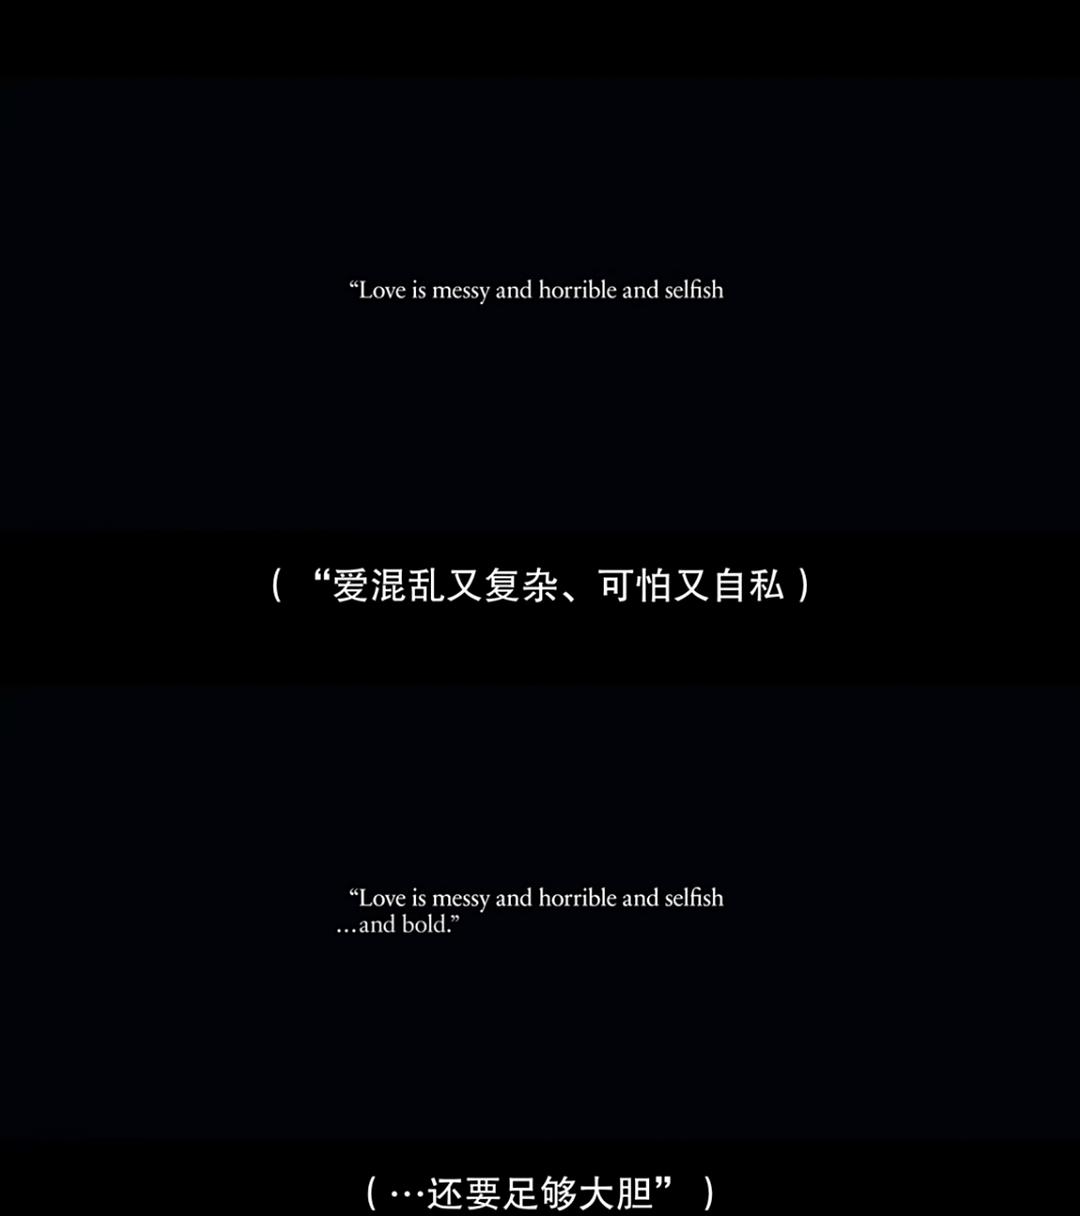 “Love is messy and horrible and selfish
（“爱混乱又复杂、可怕又自私）
“Love is messy and horrible and selfish
…and bold.”
（…还要足够大胆”）